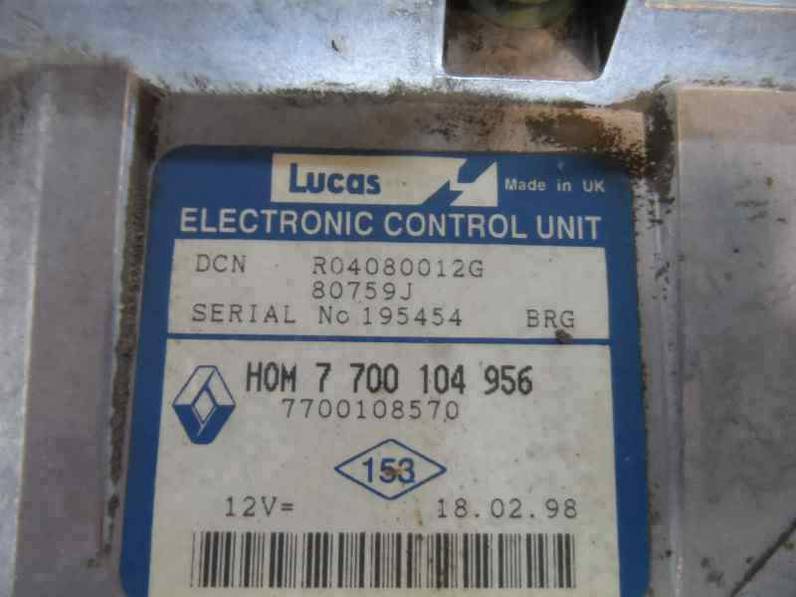 Lucas Made in UK
ELECTRONIC CONTROL UNIT
DCN R04080012G
80759J
SERIAL No 195454 BRG
HOM 7 700 104 956
7700108570
153
12V= 18.02.98